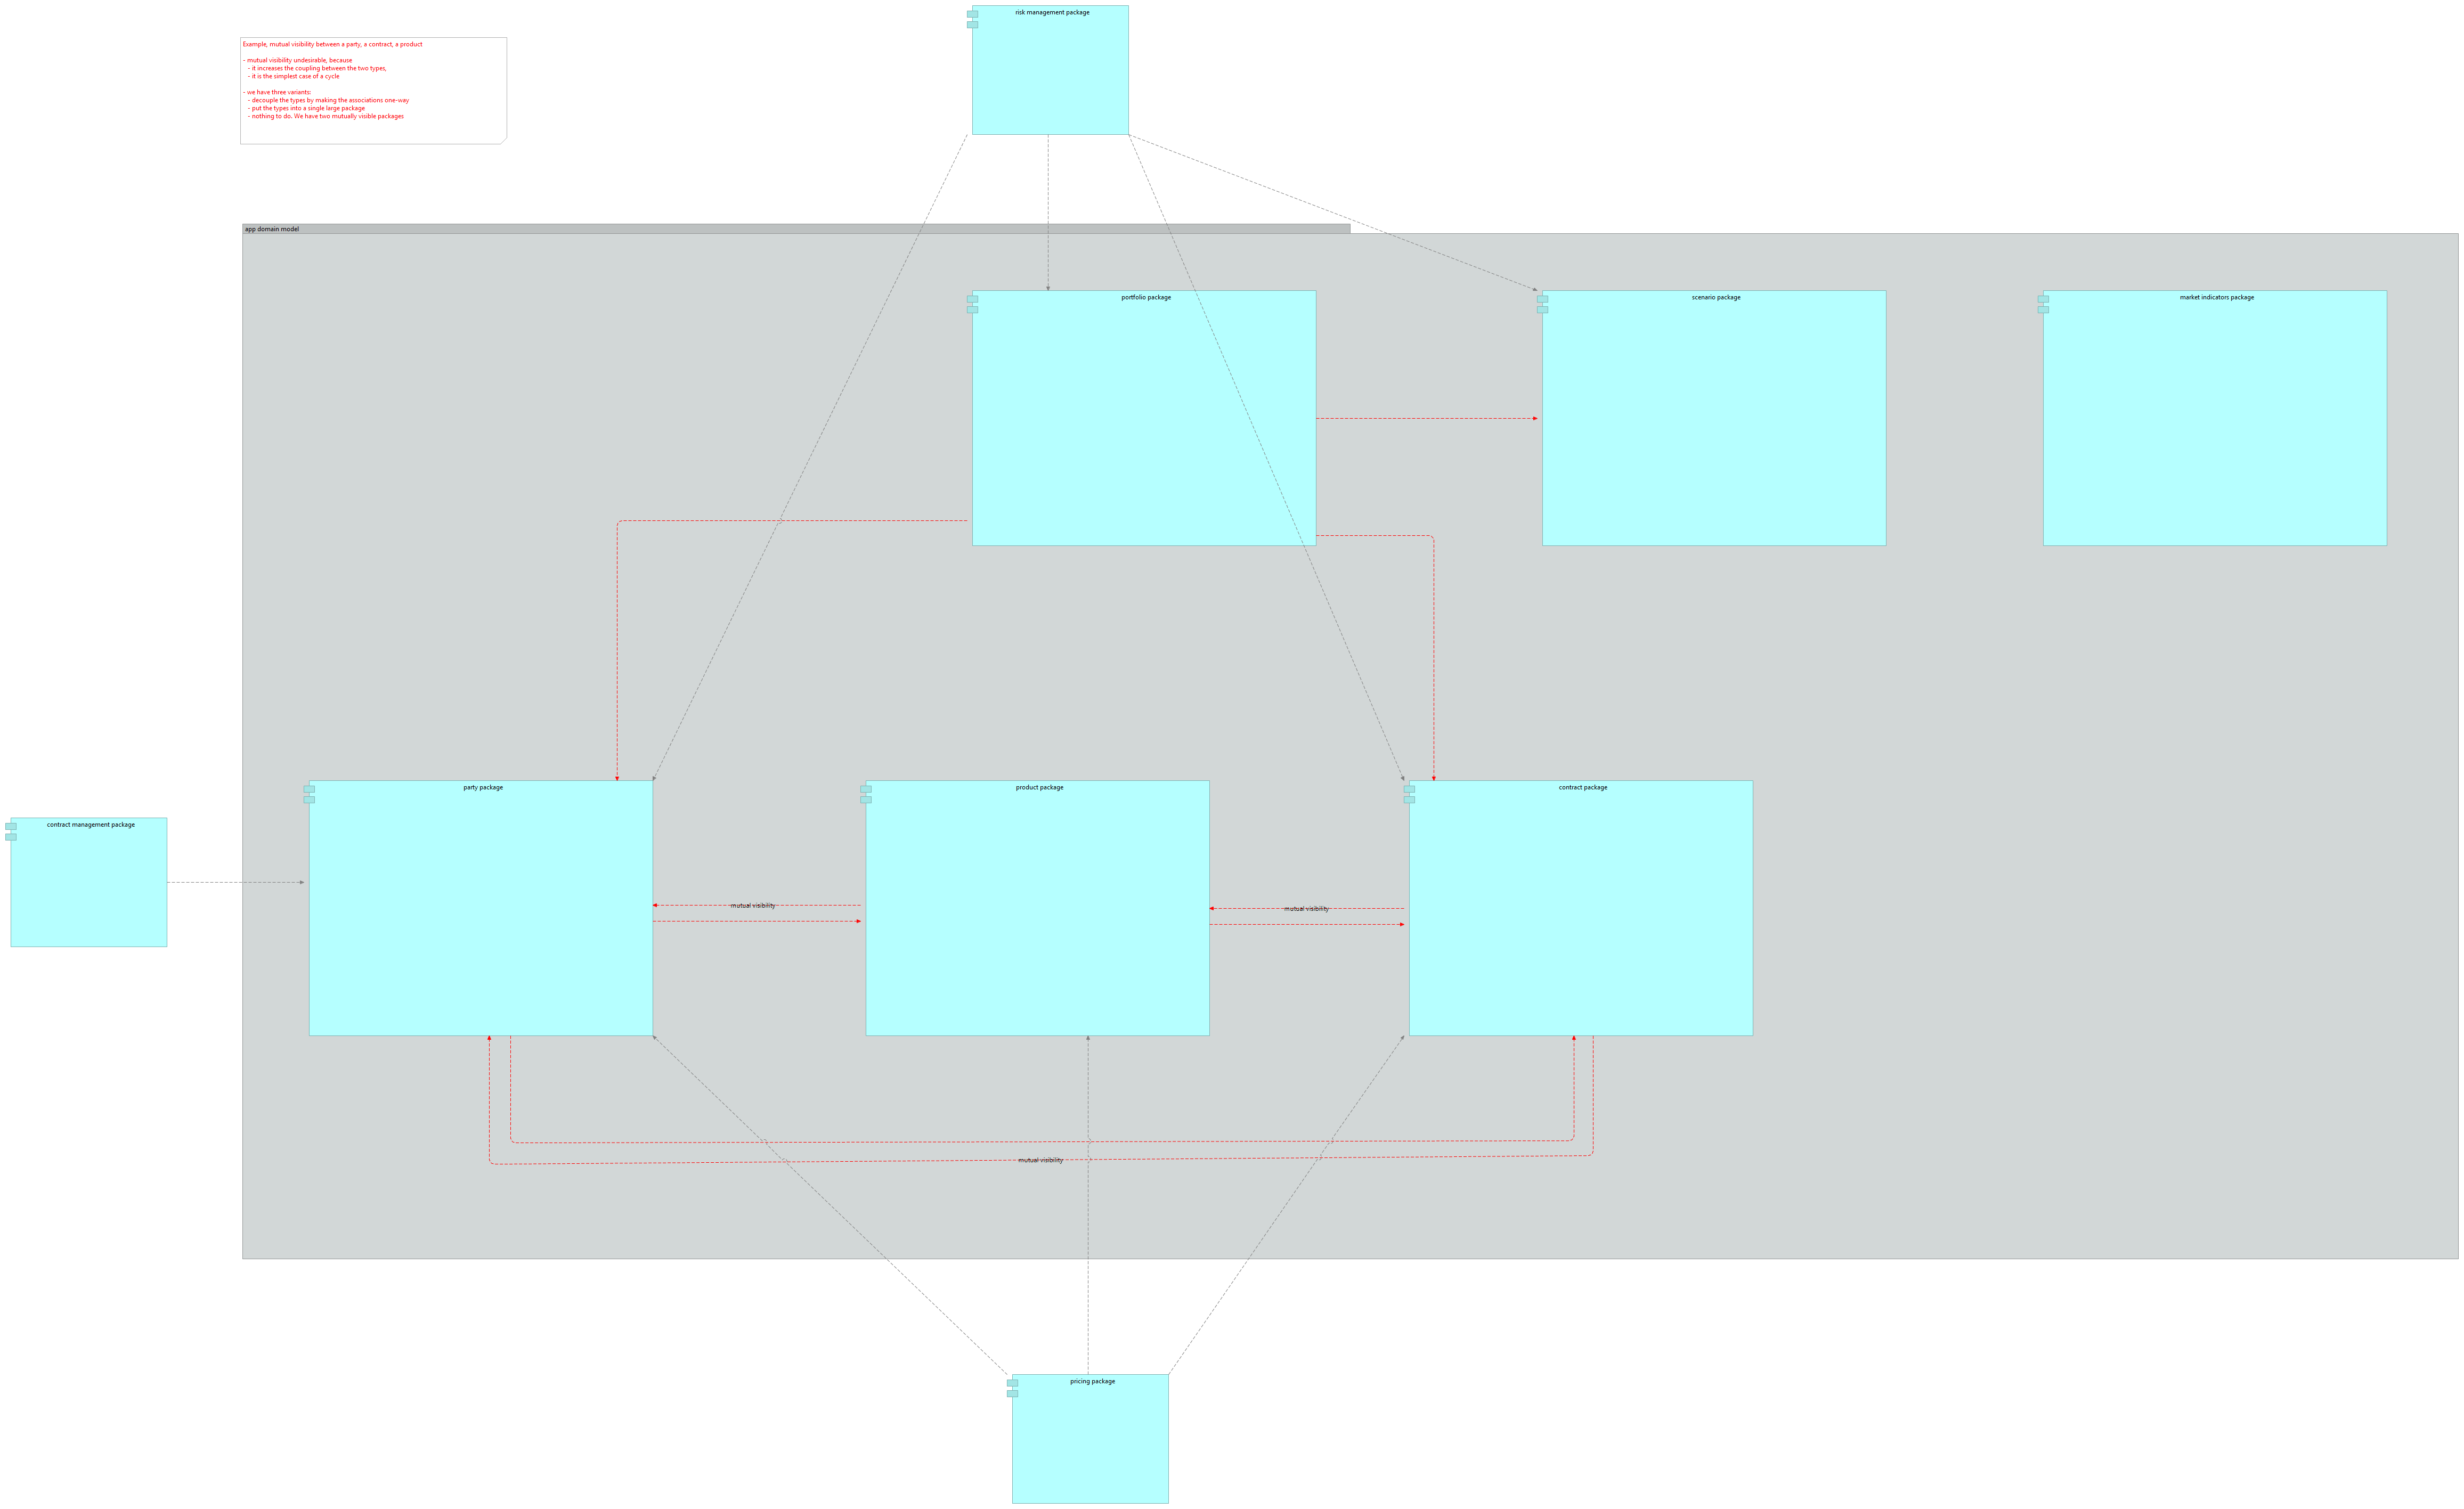 risk management package
Example, mutual visibility between a party, a contract, a product
- mutual visibility undesirable, because
- it increases the coupling between the two types,
- it is the simplest case of a cycle
- we have three variants:
- decouple the types by making the associations one-way
- put the types into a single large package
- nothing to do. We have two mutually visible packages
app domain model
portfolio package
scenario package
market indicators package
party package
product package
contract package
contract management package
mutual visibility
mutual visibility
mutual visibility
pricing package